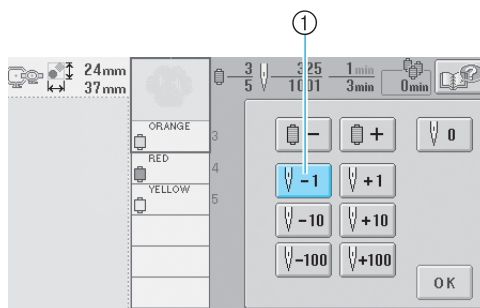 ①
24mm
37mm
3/5 325/1001 1min/3min 0min
ORANGE 3
RED 4
YELLOW 5
− + 0
−1 +1
−10 +10
−100 +100
OK